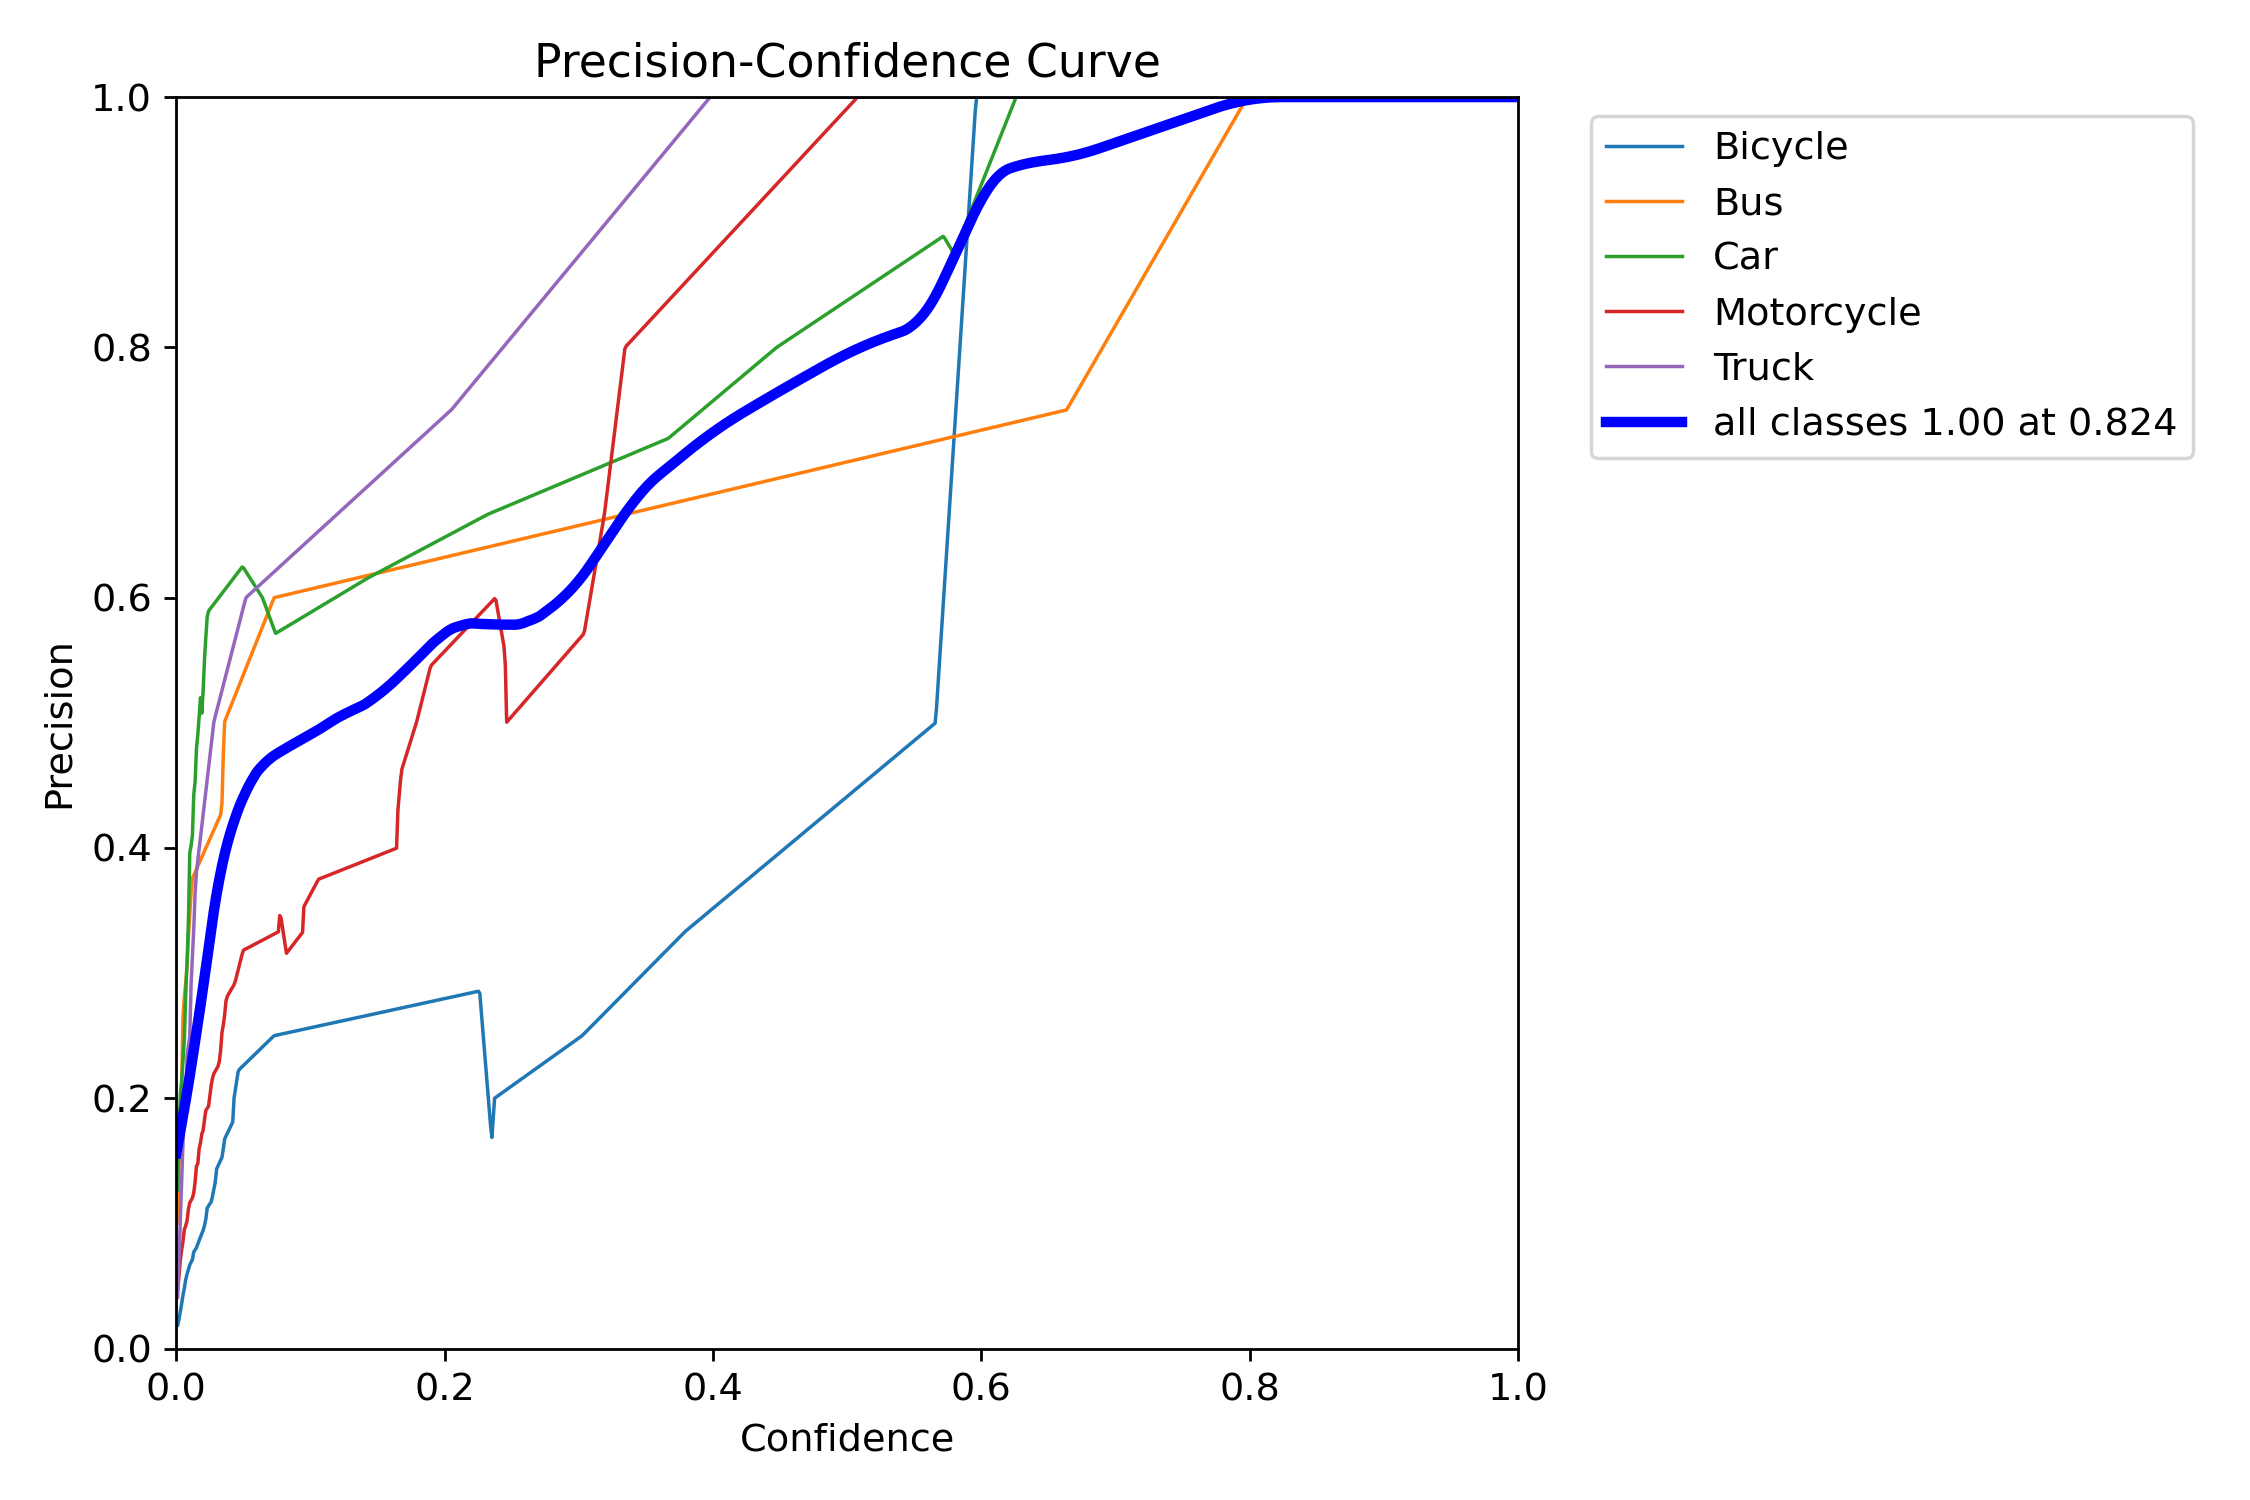 Precision-Confidence Curve
1.0
0.8
0.6
0.4
0.2
0.0
Precision
0.0 0.2 0.4 0.6 0.8 1.0
Confidence
Bicycle
Bus
Car
Motorcycle
Truck
all classes 1.00 at 0.824